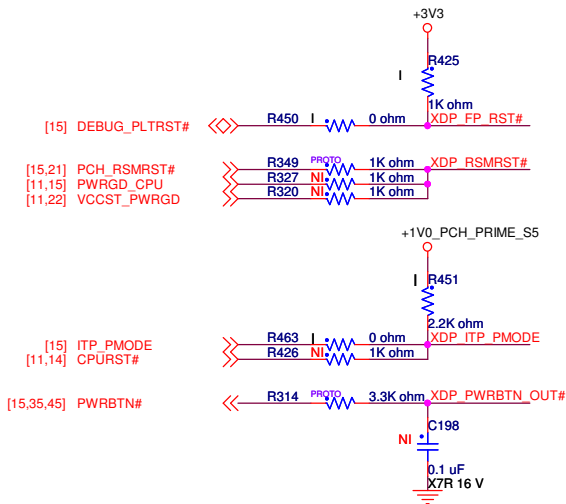 +3V3
R425
I
1K ohm
[15] DEBUG_PLTRST# R450 I 0 ohm XDP_FP_RST#
[15,21] PCH_RSMRST# R349 PROTO 1K ohm XDP_RSMRST#
[11,15] PWRGD_CPU R327 NI 1K ohm
[11,22] VCCST_PWRGD R320 NI 1K ohm
+1V0_PCH_PRIME_S5
I R451
2.2K ohm
[15] ITP_PMODE R463 I 0 ohm XDP_ITP_PMODE
[11,14] CPURST# R426 NI 1K ohm
[15,35,45] PWRBTN# R314 PROTO 3.3K ohm XDP_PWRBTN_OUT#
C198
NI
0.1 uF
X7R 16 V